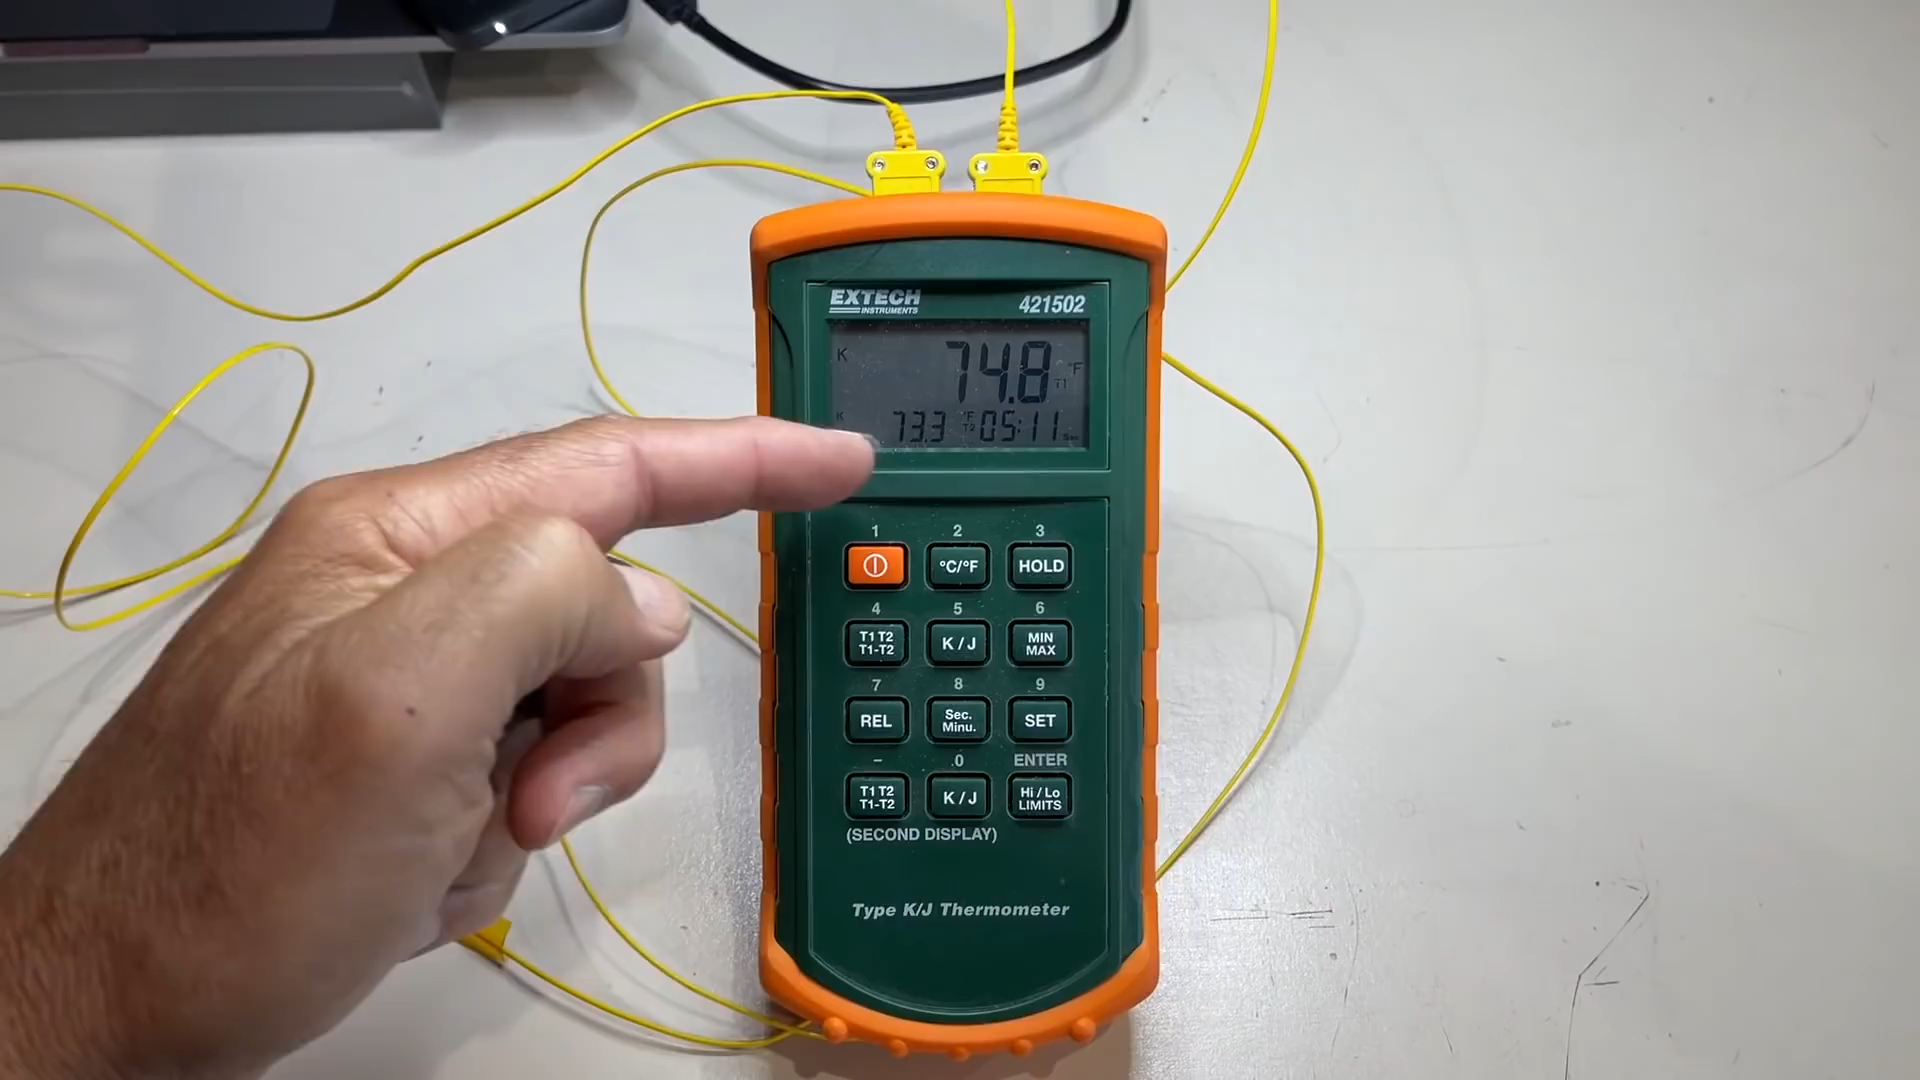 EXTECH 421502
INSTRUMENTS
K 74.8 T1 °F
K 73.3 °F T2 05:11 Sec
1 2 3
°C/°F HOLD
4 5 6
T1 T2 K / J MIN
T1-T2 MAX
7 8 9
REL Sec. SET
Minu.
– .0 ENTER
T1 T2 K / J Hi / Lo
T1-T2 LIMITS
(SECOND DISPLAY)
Type K/J Thermometer